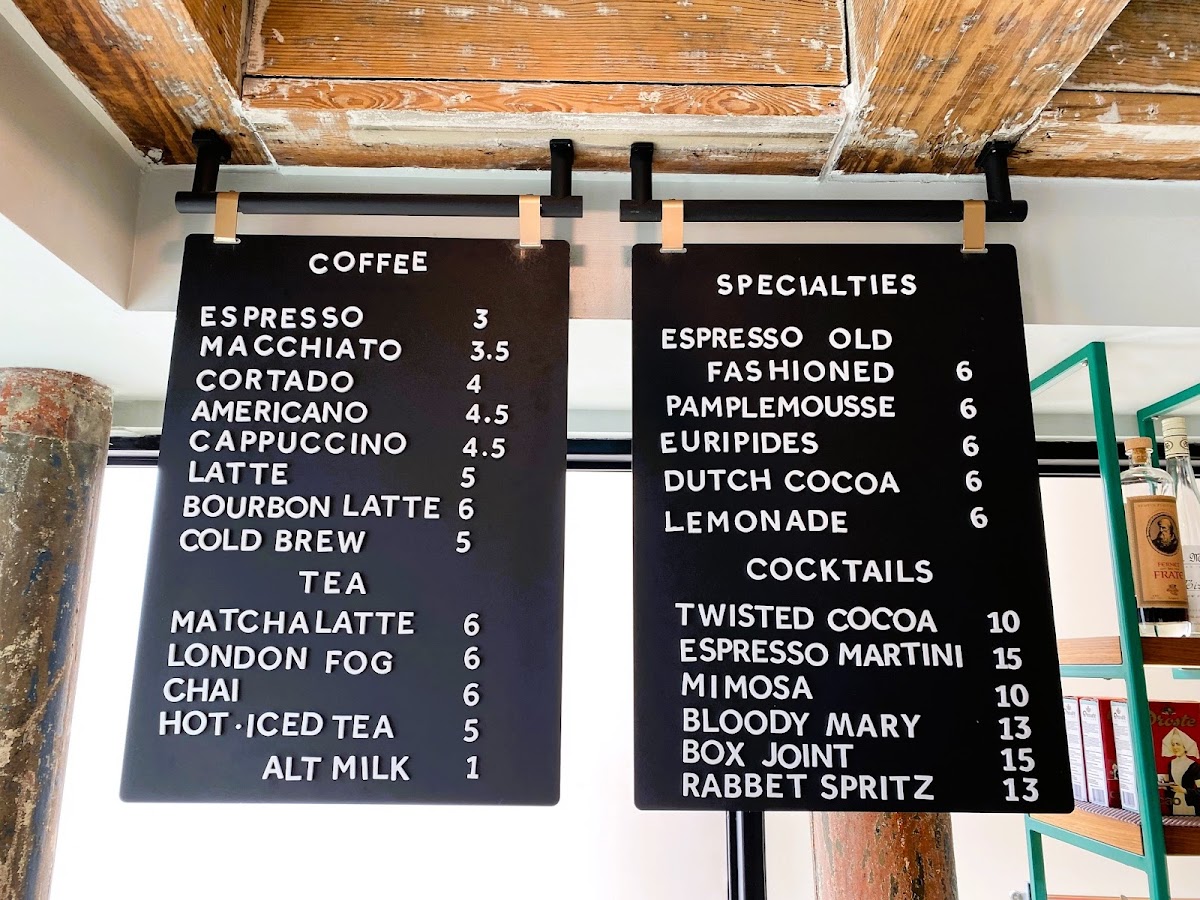 COFFEE
ESPRESSO 3
MACCHIATO 3.5
CORTADO 4
AMERICANO 4.5
CAPPUCCINO 4.5
LATTE 5
BOURBON LATTE 6
COLD BREW 5
TEA
MATCHA LATTE 6
LONDON FOG 6
CHAI 6
HOT·ICED TEA 5
ALT MILK 1
SPECIALTIES
ESPRESSO OLD
FASHIONED 6
PAMPLEMOUSSE 6
EURIPIDES 6
DUTCH COCOA 6
LEMONADE 6
COCKTAILS
TWISTED COCOA 10
ESPRESSO MARTINI 15
MIMOSA 10
BLOODY MARY 13
BOX JOINT 15
RABBET SPRITZ 13
FRATE
Droste